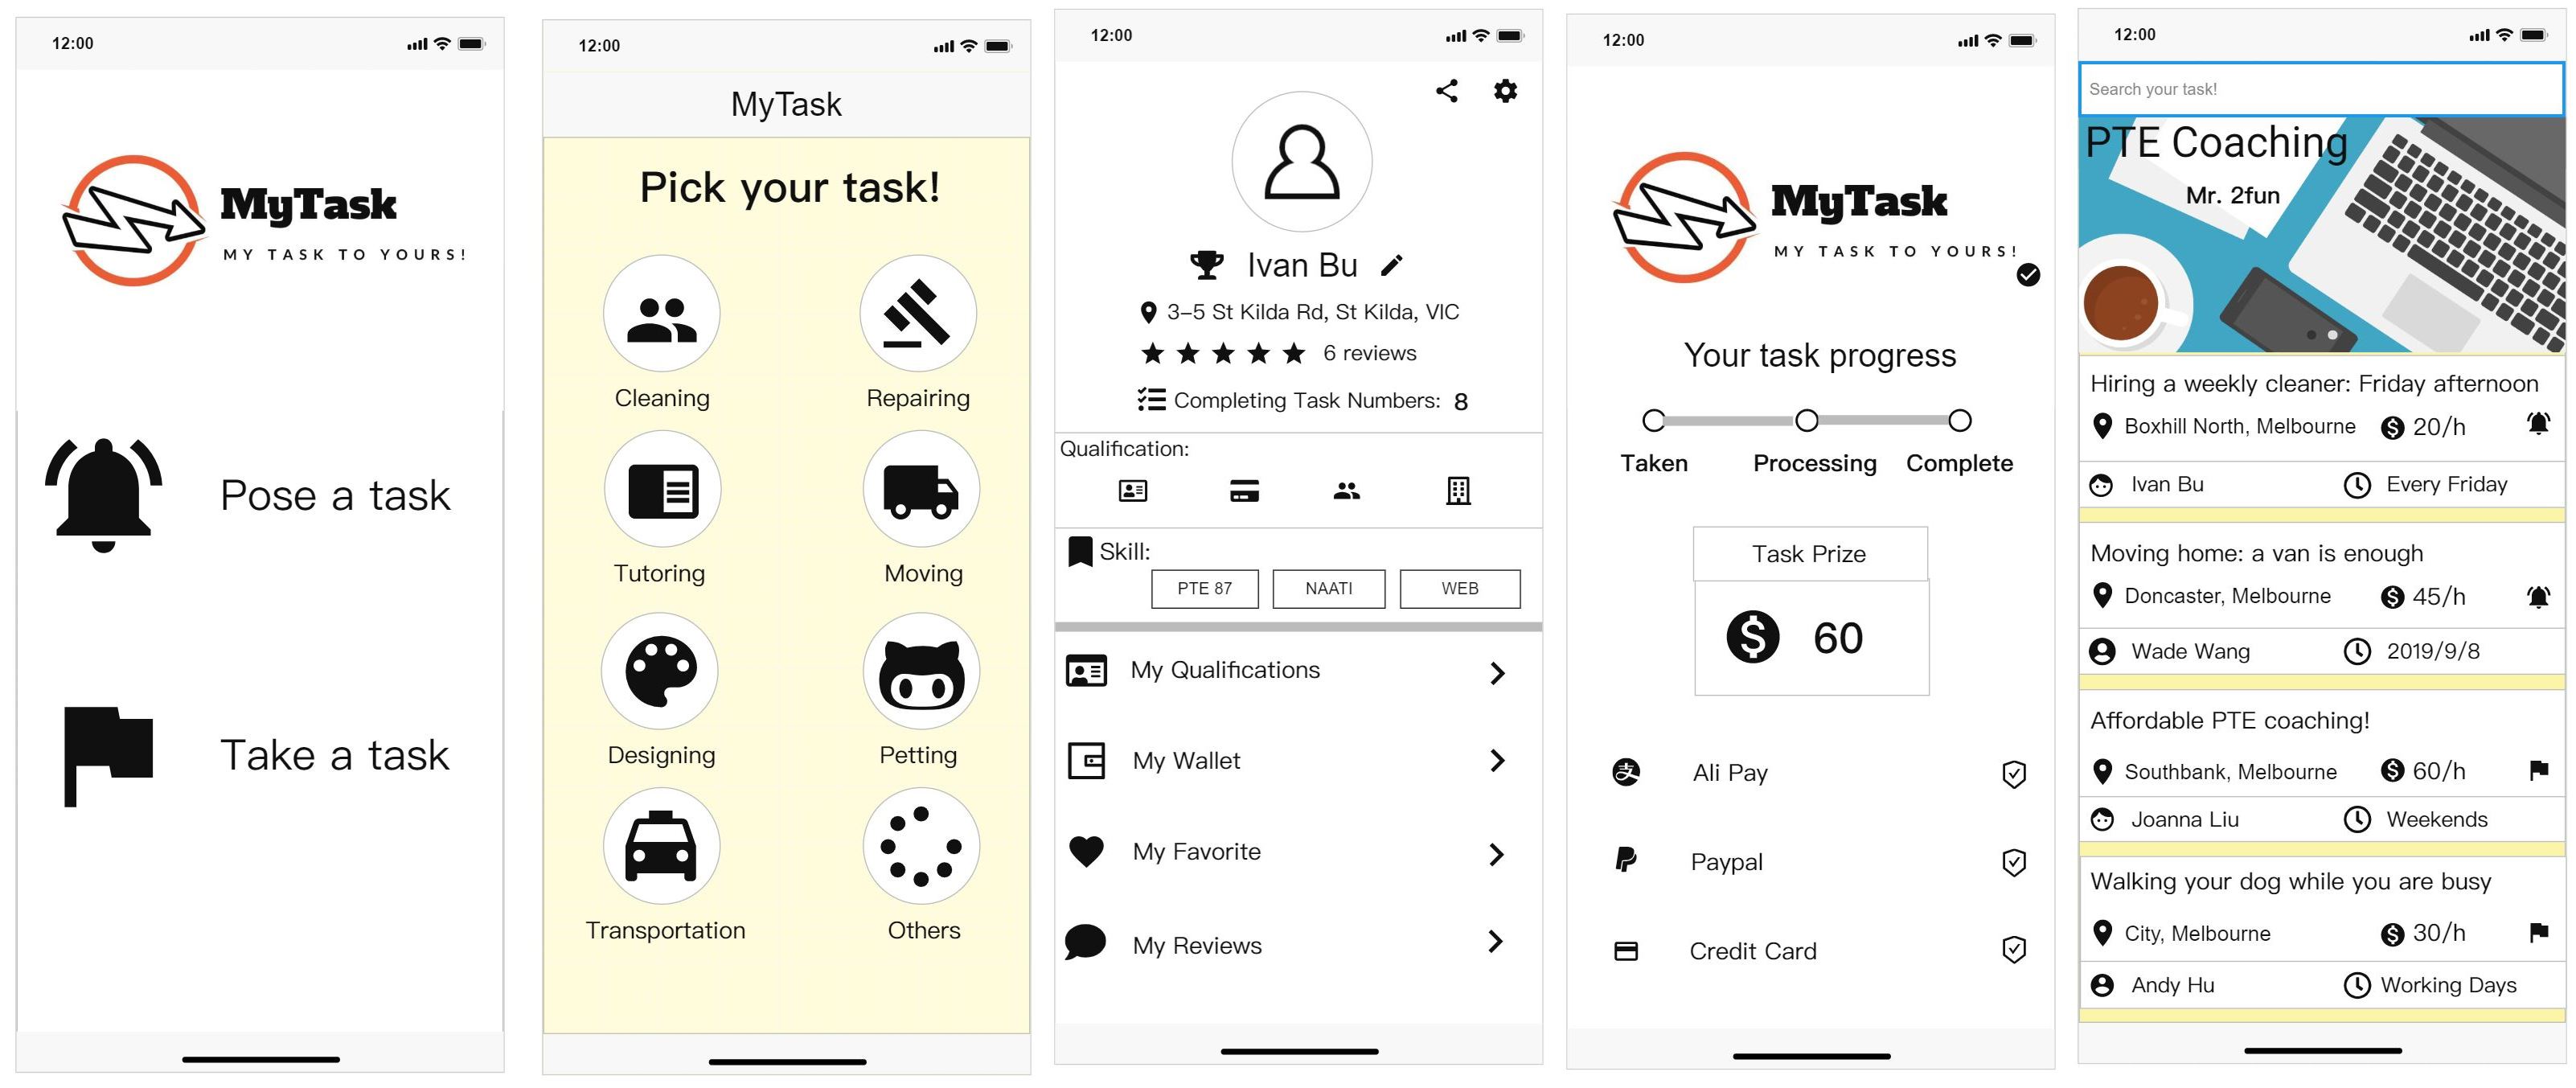 12:00
MyTask
MY TASK TO YOURS!
Pose a task
Take a task
12:00
MyTask
Pick your task!
Cleaning
Repairing
Tutoring
Moving
Designing
Petting
Transportation
Others
12:00
Ivan Bu
3-5 St Kilda Rd, St Kilda, VIC
6 reviews
Completing Task Numbers: 8
Qualification:
Skill:
PTE 87
NAATI
WEB
My Qualifications
My Wallet
My Favorite
My Reviews
12:00
MyTask
MY TASK TO YOURS!
Your task progress
Taken
Processing
Complete
Task Prize
$ 60
支 Ali Pay
Paypal
Credit Card
12:00
Search your task!
PTE Coaching
Mr. 2fun
Hiring a weekly cleaner: Friday afternoon
Boxhill North, Melbourne $ 20/h
Ivan Bu Every Friday
Moving home: a van is enough
Doncaster, Melbourne $ 45/h
Wade Wang 2019/9/8
Affordable PTE coaching!
Southbank, Melbourne $ 60/h
Joanna Liu Weekends
Walking your dog while you are busy
City, Melbourne $ 30/h
Andy Hu Working Days